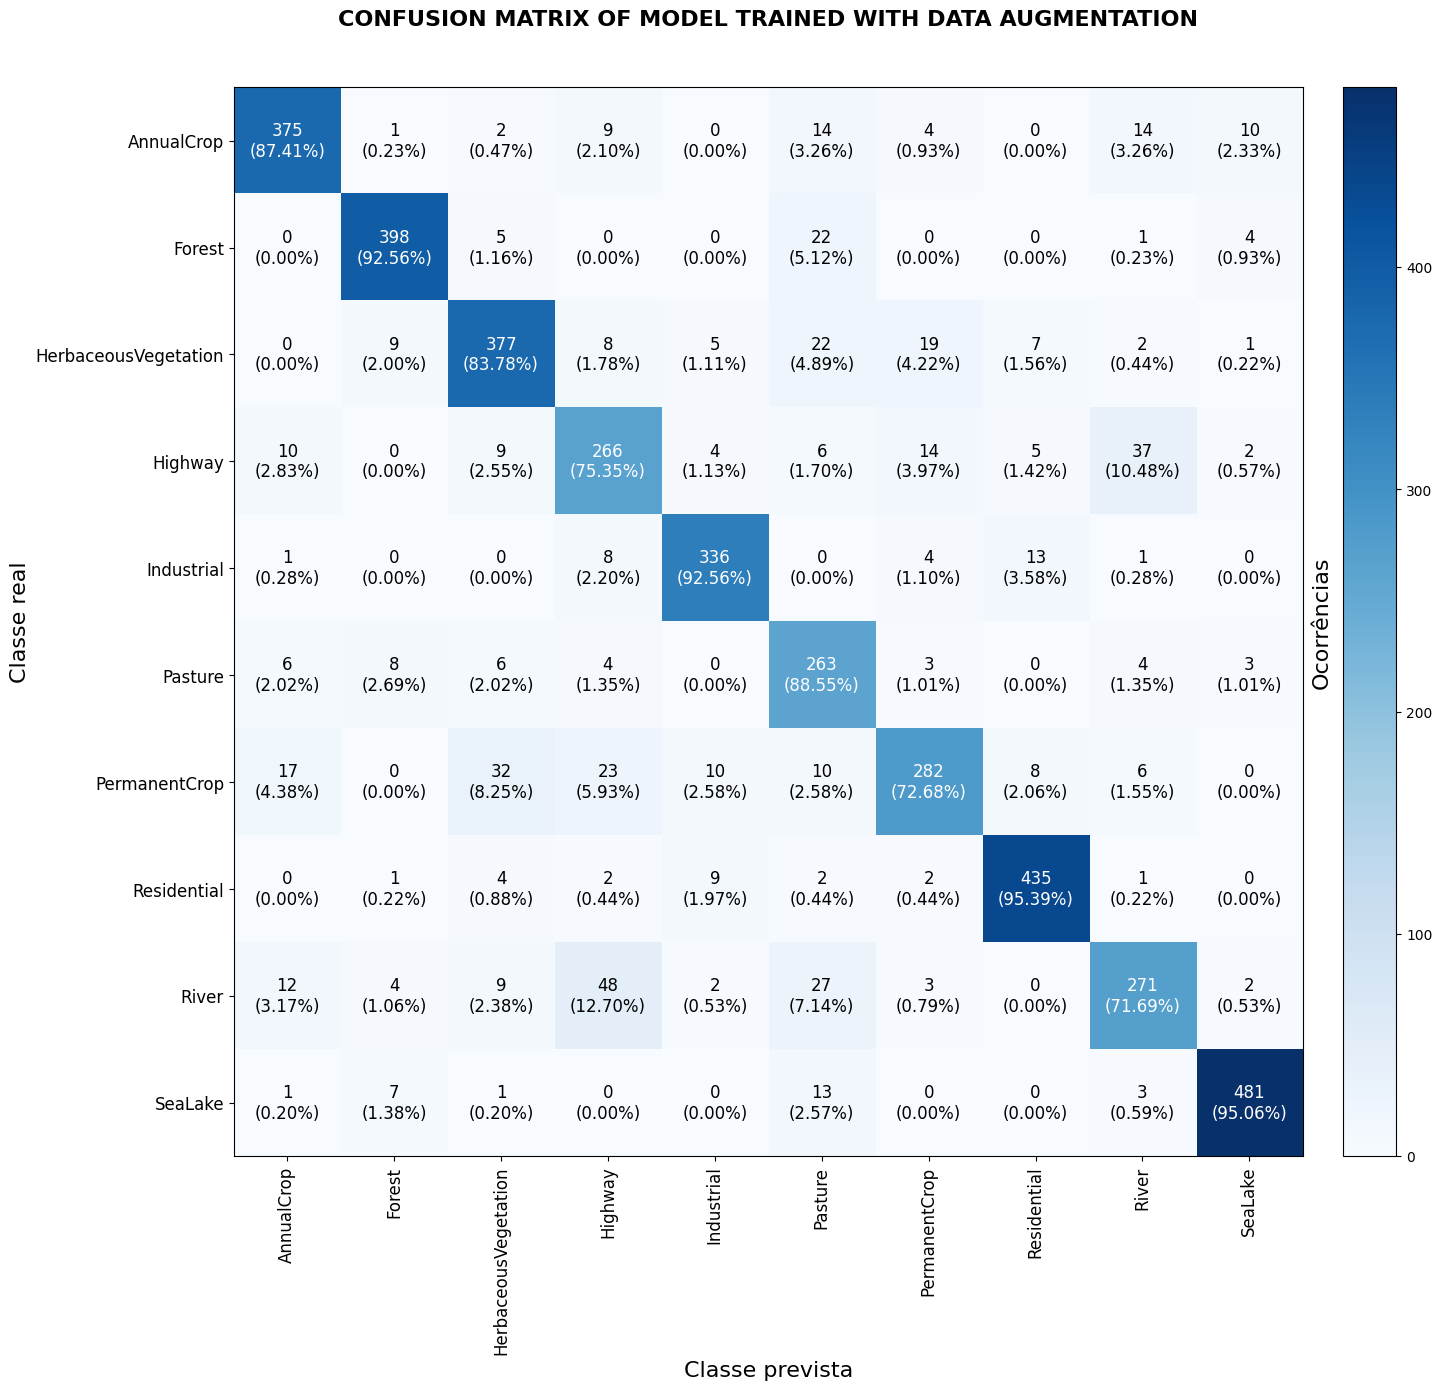 CONFUSION MATRIX OF MODEL TRAINED WITH DATA AUGMENTATION
AnnualCrop
375 1 2 9 0 14 4 0 14 10
(87.41%) (0.23%) (0.47%) (2.10%) (0.00%) (3.26%) (0.93%) (0.00%) (3.26%) (2.33%)
Forest
0 398 5 0 0 22 0 0 1 4
(0.00%) (92.56%) (1.16%) (0.00%) (0.00%) (5.12%) (0.00%) (0.00%) (0.23%) (0.93%)
HerbaceousVegetation
0 9 377 8 5 22 19 7 2 1
(0.00%) (2.00%) (83.78%) (1.78%) (1.11%) (4.89%) (4.22%) (1.56%) (0.44%) (0.22%)
Highway
10 0 9 266 4 6 14 5 37 2
(2.83%) (0.00%) (2.55%) (75.35%) (1.13%) (1.70%) (3.97%) (1.42%) (10.48%) (0.57%)
Industrial
1 0 0 8 336 0 4 13 1 0
(0.28%) (0.00%) (0.00%) (2.20%) (92.56%) (0.00%) (1.10%) (3.58%) (0.28%) (0.00%)
Pasture
6 8 6 4 0 263 3 0 4 3
(2.02%) (2.69%) (2.02%) (1.35%) (0.00%) (88.55%) (1.01%) (0.00%) (1.35%) (1.01%)
PermanentCrop
17 0 32 23 10 10 282 8 6 0
(4.38%) (0.00%) (8.25%) (5.93%) (2.58%) (2.58%) (72.68%) (2.06%) (1.55%) (0.00%)
Residential
0 1 4 2 9 2 2 435 1 0
(0.00%) (0.22%) (0.88%) (0.44%) (1.97%) (0.44%) (0.44%) (95.39%) (0.22%) (0.00%)
River
12 4 9 48 2 27 3 0 271 2
(3.17%) (1.06%) (2.38%) (12.70%) (0.53%) (7.14%) (0.79%) (0.00%) (71.69%) (0.53%)
SeaLake
1 7 1 0 0 13 0 0 3 481
(0.20%) (1.38%) (0.20%) (0.00%) (0.00%) (2.57%) (0.00%) (0.00%) (0.59%) (95.06%)
Classe real
AnnualCrop
Forest
HerbaceousVegetation
Highway
Industrial
Pasture
PermanentCrop
Residential
River
SeaLake
Classe prevista
Ocorrências
400
300
200
100
0